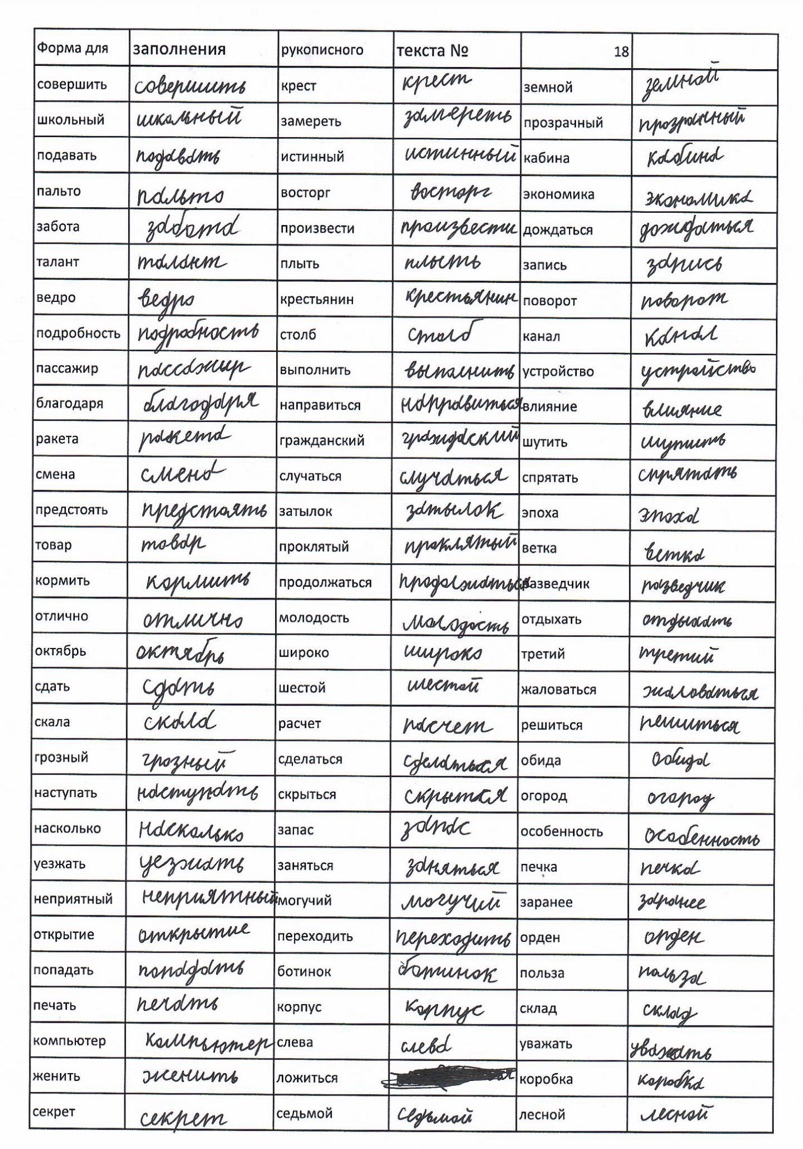 Форма для заполнения рукописного текста № 18
совершить совершить крест крест земной земной
школьный школьный замереть замереть прозрачный прозрачный
подавать подавать истинный истинный кабина кабина
пальто пальто восторг восторг экономика экономика
забота забота произвести произвести дождаться дождаться
талант талант плыть плысть запись запись
ведро ведро крестьянин крестьянин поворот поворот
подробность подробность столб столб канал канал
пассажир пассажир выполнить выполнить устройство устройство
благодаря благодаря направиться направиться влияние влияние
ракета ракета гражданский гражданский шутить шутить
смена смена случаться случаться спрятать спрятать
предстоять предстоять затылок затылок эпоха эпоха
товар товар проклятый проклятый ветка ветка
кормить кормить продолжаться продолжаться разведчик разведчик
отлично отлично молодость молодость отдыхать отдыхать
октябрь октябрь широко широко третий третий
сдать сдать шестой шестой жаловаться жаловаться
скала скала расчет расчет решиться решиться
грозный грозный сделаться сделаться обида обида
наступать наступать скрыться скрытся огород огород
насколько насколько запас запас особенность особенность
уезжать уезжать заняться заняться печка печка
неприятный неприятный могучий могучий заранее заранее
открытие открытие переходить переходить орден орден
попадать попадать ботинок ботинок польза польза
печать печать корпус корпус склад склад
компьютер компьютер слева слева уважать уважать
женить женить ложиться коробка коробка
секрет секрет седьмой седьмой лесной лесной